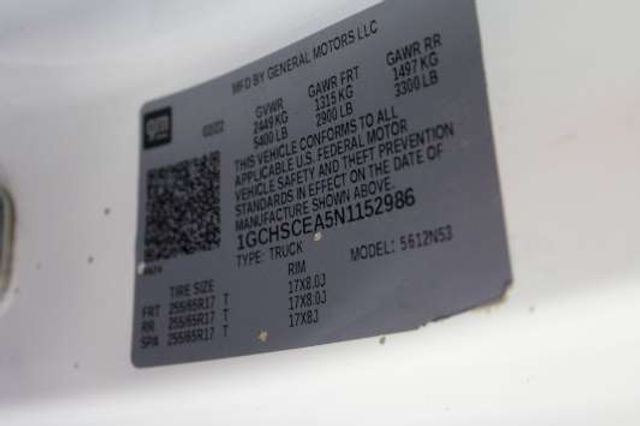 MFD BY GENERAL MOTORS LLC
GM 02/22 GVWR GAWR FRT GAWR RR
2449 KG 1315 KG 1497 KG
5400 LB 2900 LB 3300 LB
THIS VEHICLE CONFORMS TO ALL
APPLICABLE U.S. FEDERAL MOTOR
VEHICLE SAFETY AND THEFT PREVENTION
STANDARDS IN EFFECT ON THE DATE OF
MANUFACTURE SHOWN ABOVE.
1GCHSCEA5N1152986
TYPE: TRUCK MODEL: 5612N53
TIRE SIZE RIM
FRT 255/65R17 T 17X8.0J
RR 255/65R17 T 17X8.0J
SPA 255/65R17 T 17X8J